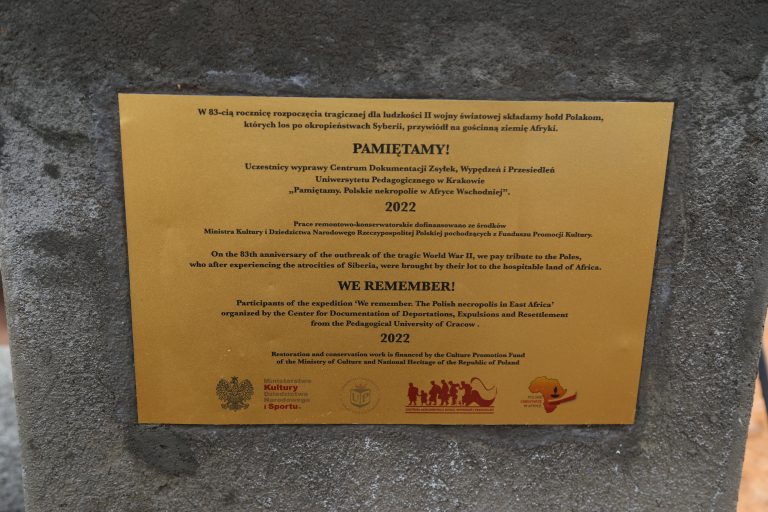 W 83-cią rocznicę rozpoczęcia tragicznej dla ludzkości II wojny światowej składamy hołd Polakom,
których los po okropieństwach Syberii, przywiódł na gościnną ziemię Afryki.
PAMIĘTAMY!
Uczestnicy wyprawy Centrum Dokumentacji Zsyłek, Wypędzeń i Przesiedleń
Uniwersytetu Pedagogicznego w Krakowie
„Pamiętamy. Polskie nekropolie w Afryce Wschodniej”.
2022
Prace remontowo-konserwatorskie dofinansowano ze środków
Ministra Kultury i Dziedzictwa Narodowego Rzeczypospolitej Polskiej pochodzących z Funduszu Promocji Kultury.
On the 83th anniversary of the outbreak of the tragic World War II, we pay tribute to the Poles,
who after experiencing the atrocities of Siberia, were brought by their lot to the hospitable land of Africa.
WE REMEMBER!
Participants of the expedition ‘We remember. The Polish necropolis in East Africa’
organized by the Center for Documentation of Deportations, Expulsions and Resettlement
from the Pedagogical University of Cracow .
2022
Restoration and conservation work is financed by the Culture Promotion Fund
of the Ministry of Culture and National Heritage of the Republic of Poland
Ministerstwo
Kultury
Dziedzictwa
Narodowego
i Sportu.
UP
POLSKIE
CMENTARZE
W AFRYCE